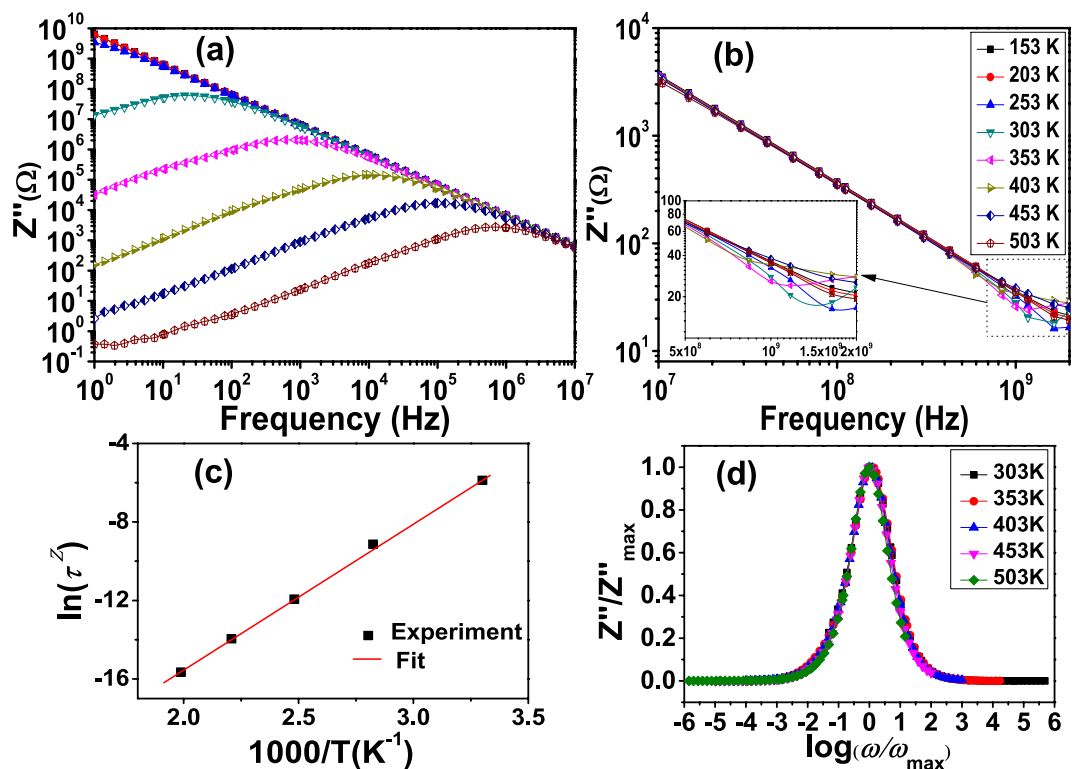 (a)
Z''(Ω)
10^11
10^10
10^9
10^8
10^7
10^6
10^5
10^4
10^3
10^2
10^1
10^0
10^-1
10^0 10^1 10^2 10^3 10^4 10^5 10^6 10^7
Frequency (Hz)
(b)
Z''(Ω)
10^4
10^3
10^2
10^1
10^7 10^8 10^9
Frequency (Hz)
153 K
203 K
253 K
303 K
353 K
403 K
453 K
503 K
100
80
60
40
20
5x10^8 10^9 1.5x10^9 2x10^9
(c)
ln(τ^Z)
-4
-8
-12
-16
2.0 2.5 3.0 3.5
1000/T(K^-1)
Experiment
Fit
(d)
Z''/Z''max
1.0
0.8
0.6
0.4
0.2
0.0
-6 -5 -4 -3 -2 -1 0 1 2 3 4 5 6
log(ω/ωmax)
303K
353K
403K
453K
503K